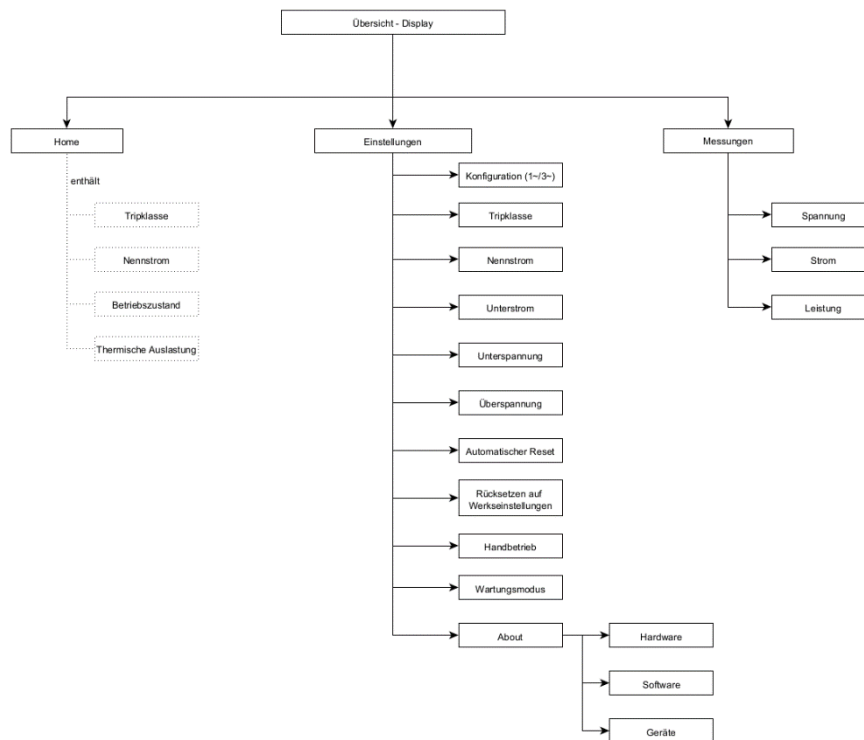 Übersicht - Display
Home
Einstellungen
Messungen
enthält
Tripklasse
Nennstrom
Betriebszustand
Thermische Auslastung
Konfiguration (1~/3~)
Tripklasse
Nennstrom
Unterstrom
Unterspannung
Überspannung
Automatischer Reset
Rücksetzen auf
Werkseinstellungen
Handbetrieb
Wartungsmodus
About
Hardware
Software
Geräte
Spannung
Strom
Leistung